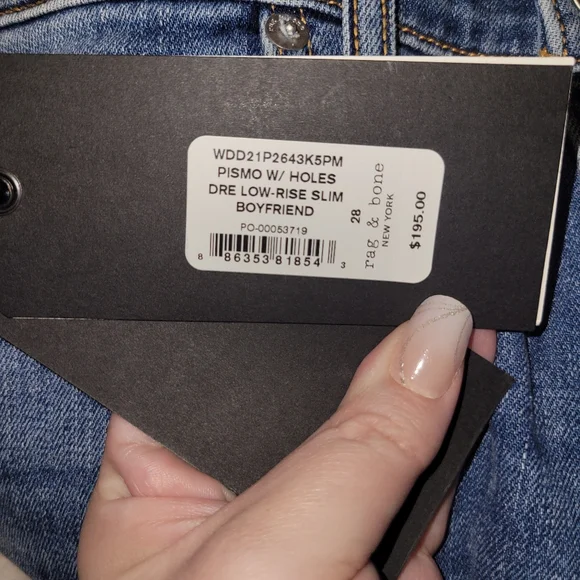 WDD21P2643K5PM
PISMO W/ HOLES
DRE LOW-RISE SLIM
BOYFRIEND
PO-00053719
8 86353 81854 3
28
rag & bone
NEW YORK
$195.00